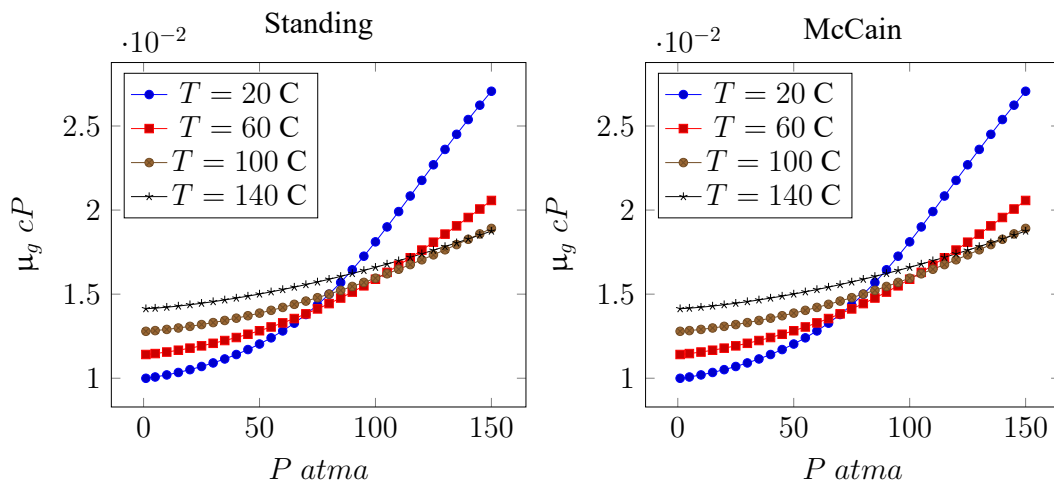 Standing
·10⁻²
T = 20 C
T = 60 C
T = 100 C
T = 140 C
2.5
2
1.5
1
μg cP
0
50
100
150
P atma
McCain
·10⁻²
T = 20 C
T = 60 C
T = 100 C
T = 140 C
2.5
2
1.5
1
μg cP
0
50
100
150
P atma